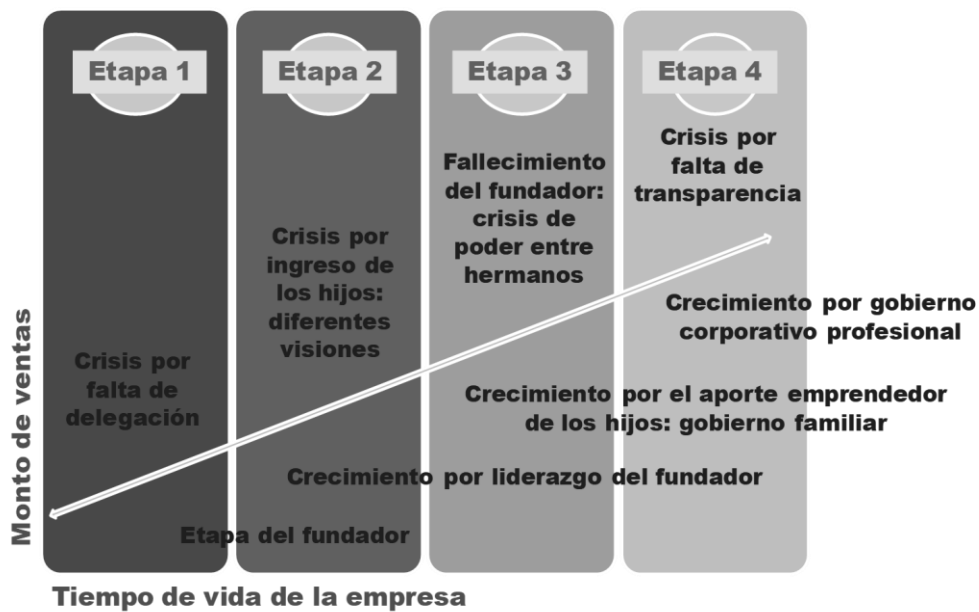 Etapa 1
Etapa 2
Etapa 3
Etapa 4
Crisis por
falta de
delegación
Crisis por
ingreso de
los hijos:
diferentes
visiones
Fallecimiento
del fundador:
crisis de
poder entre
hermanos
Crisis por
falta de
transparencia
Crecimiento por gobierno
corporativo profesional
Crecimiento por el aporte emprendedor
de los hijos: gobierno familiar
Crecimiento por liderazgo del fundador
Etapa del fundador
Monto de ventas
Tiempo de vida de la empresa